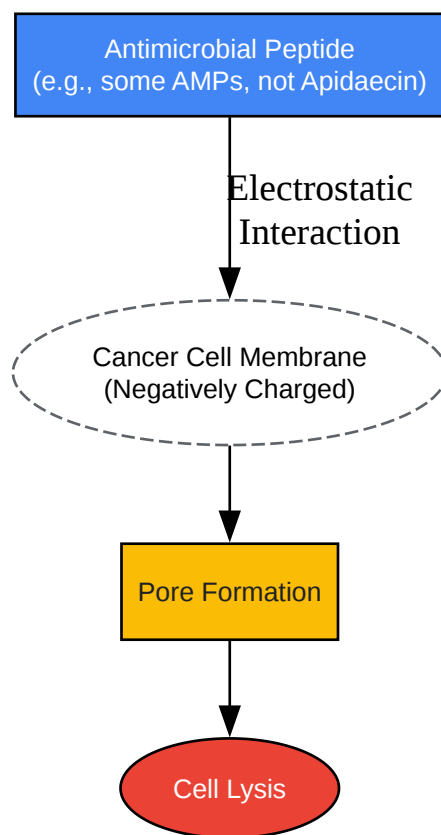 Antimicrobial Peptide
(e.g., some AMPs, not Apidaecin)
Electrostatic
Interaction
Cancer Cell Membrane
(Negatively Charged)
Pore Formation
Cell Lysis